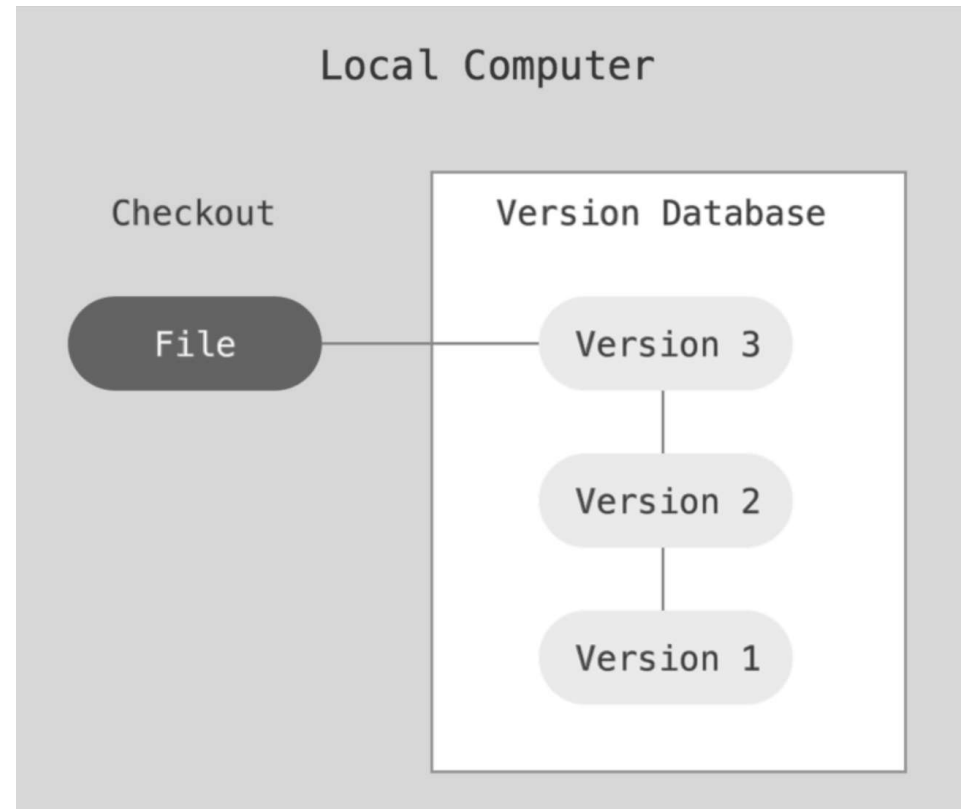 Local Computer
Checkout
Version Database
File
Version 3
Version 2
Version 1